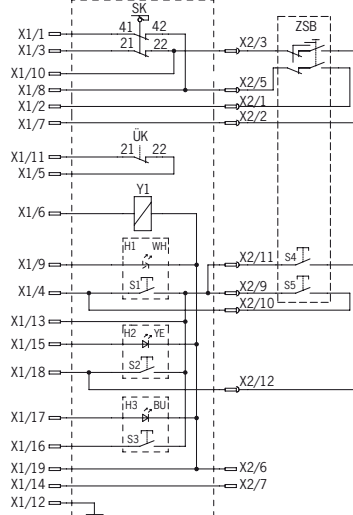 SK
X1/1 41 42 ZSB
X1/3 21 22 X2/3
X1/10
X1/8 X2/5
X1/2 X2/1
X1/7 X2/2
ÜK
X1/11 21 22
X1/5
Y1
X1/6
H1 WH
X1/9 X2/11 S4
X1/4 S1 X2/9 S5
X2/10
X1/13
X1/15 H2 YE
X1/18 S2
X2/12
H3 BU
X1/17
X1/16 S3
X1/19 X2/6
X1/14 X2/7
X1/12